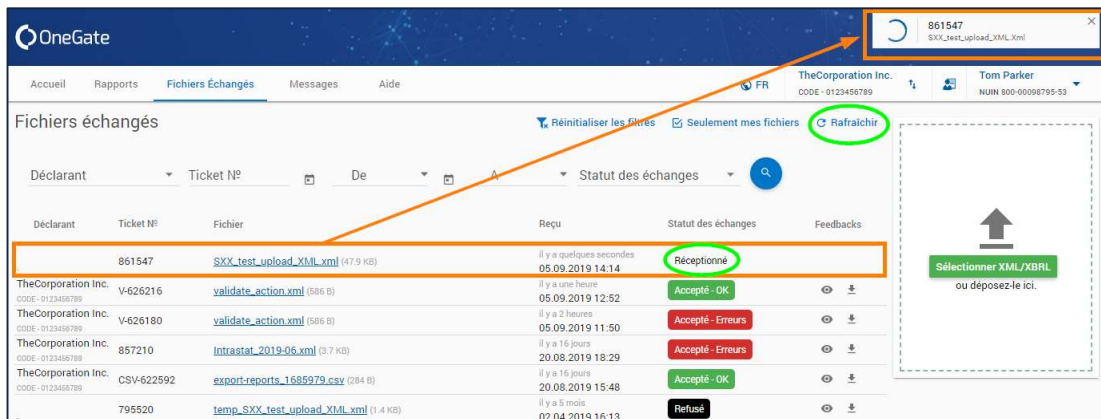 OneGate
861547
SXX_test_upload_XML.Xml
Accueil Rapports Fichiers Échangés Messages Aide
FR
TheCorporation Inc.
CODE - 0123456789
Tom Parker
NUIN 800-00098795-53
Fichiers échangés
Réinitialiser les filtres Seulement mes fichiers Rafraîchir
Déclarant Ticket Nº De A Statut des échanges
Déclarant Ticket Nº Fichier Reçu Statut des échanges Feedbacks
861547 SXX_test_upload_XML.xml (47.9 KB) il y a quelques secondes
05.09.2019 14:14 Réceptionné
TheCorporation Inc.
CODE - 0123456789 V-626216 validate_action.xml (586 B) il y a une heure
05.09.2019 12:52 Accepté - OK
TheCorporation Inc.
CODE - 0123456789 V-626180 validate_action.xml (586 B) il y a 2 heures
05.09.2019 11:50 Accepté - Erreurs
TheCorporation Inc.
CODE - 0123456789 857210 Intrastat_2019-06.xml (3.7 KB) il y a 16 jours
20.08.2019 18:29 Accepté - Erreurs
TheCorporation Inc.
CODE - 0123456789 CSV-622592 export-reports_1685979.csv (284 B) il y a 16 jours
20.08.2019 15:48 Accepté - OK
795520 temp_SXX_test_upload_XML.xml (1.4 KB) il y a 5 mois
02.04.2019 16:13 Refusé
Sélectionner XML/XBRL
ou déposez-le ici.